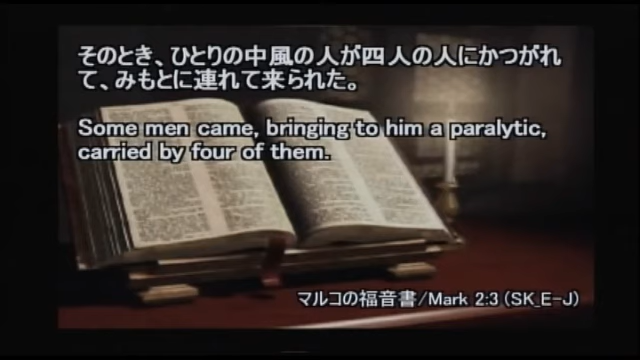 そのとき、ひとりの中風の人が四人の人にかつがれ
て、みもとに連れて来られた。
Some men came, bringing to him a paralytic,
carried by four of them.
マルコの福音書/Mark 2:3 (SK_E-J)